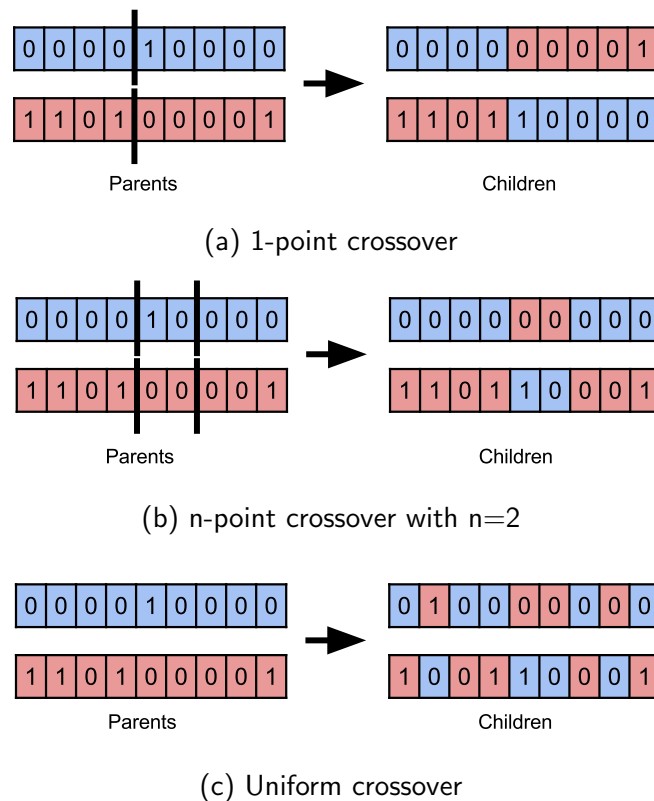 0 0 0 0 1 0 0 0 0 0 0 0 0 0 0 0 0 1
1 1 0 1 0 0 0 0 1 1 1 0 1 1 0 0 0 0
Parents Children
(a) 1-point crossover
0 0 0 0 1 0 0 0 0 0 0 0 0 0 0 0 0 0
1 1 0 1 0 0 0 0 1 1 1 0 1 1 0 0 0 1
Parents Children
(b) n-point crossover with n=2
0 0 0 0 1 0 0 0 0 0 1 0 0 0 0 0 0 0
1 1 0 1 0 0 0 0 1 1 0 0 1 1 0 0 0 1
Parents Children
(c) Uniform crossover